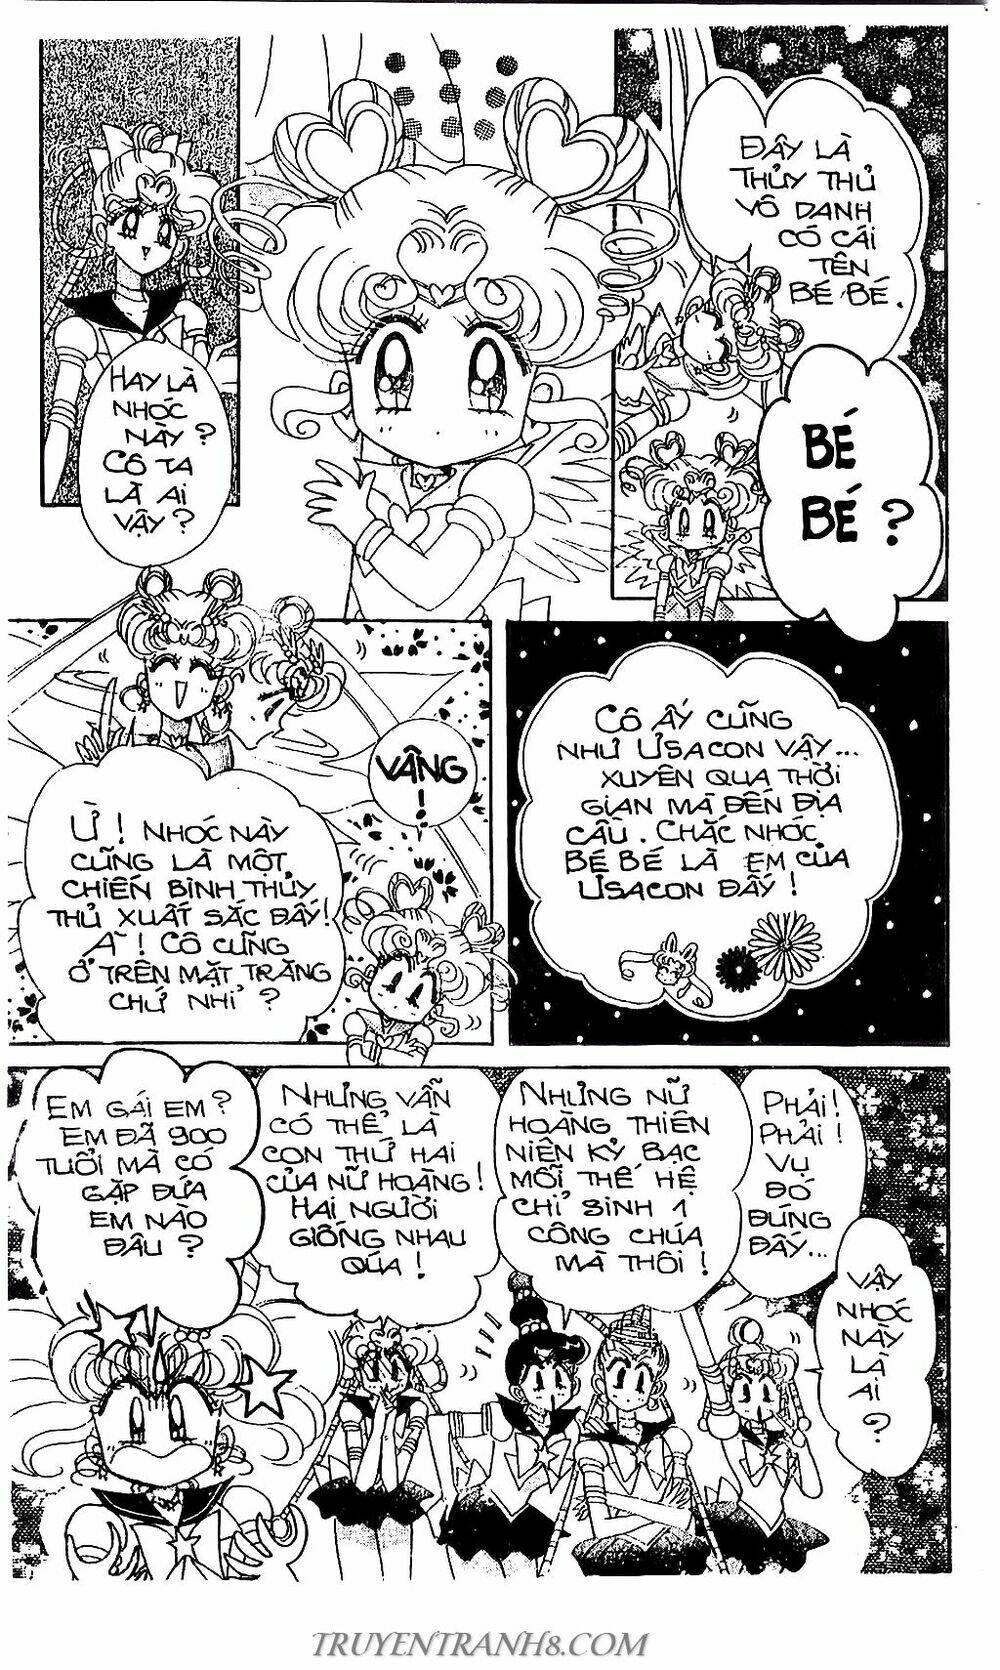 ĐÂY LÀ
THỦY THỦ
VÔ DANH
CÓ CÁI
TÊN
BÉ BÉ.
BÉ
BÉ ?
HAY LÀ
NHÓC
NÀY ?
CÔ TA
LÀ AI
VẬY ?
CÔ ẤY CŨNG
NHƯ USACON VẬY...
XUYÊN QUA THỜI
GIAN MÀ ĐẾN ĐỊA
CẦU. CHẮC NHÓC
BÉ BÉ LÀ EM CỦA
USACON ĐẤY !
VÂNG
!
Ừ ! NHÓC NÀY
CŨNG LÀ MỘT
CHIẾN BINH THỦY
THỦ XUẤT SẮC ĐẤY!
À ! CÔ CŨNG
Ở TRÊN MẶT TRĂNG
CHỨ NHỈ ?
EM GÁI EM ?
EM ĐÃ 900
TUỔI MÀ CÓ
GẶP ĐỨA
EM NÀO
ĐÂU ?
NHƯNG VẪN
CÓ THỂ LÀ
CON THỨ HAI
CỦA NỮ HOÀNG !
HAI NGƯỜI
GIỐNG NHAU
QÚA !
NHƯNG NỮ
HOÀNG THIÊN
NIÊN KỶ BẠC
MỖI THẾ HỆ
CHỈ SINH 1
CÔNG CHÚA
MÀ THÔI !
PHẢI !
PHẢI !
VỤ
ĐÓ
ĐÚNG
ĐẤY...
VẬY
NHÓC
NÀY
LÀ
AI
?
TRUYENTRANH8.COM